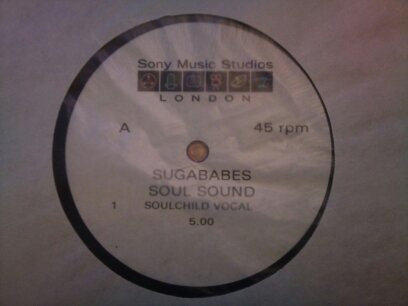 Sony Music Studios
LONDON
A 45 rpm
SUGABABES
SOUL SOUND
1 SOULCHILD VOCAL
5.00